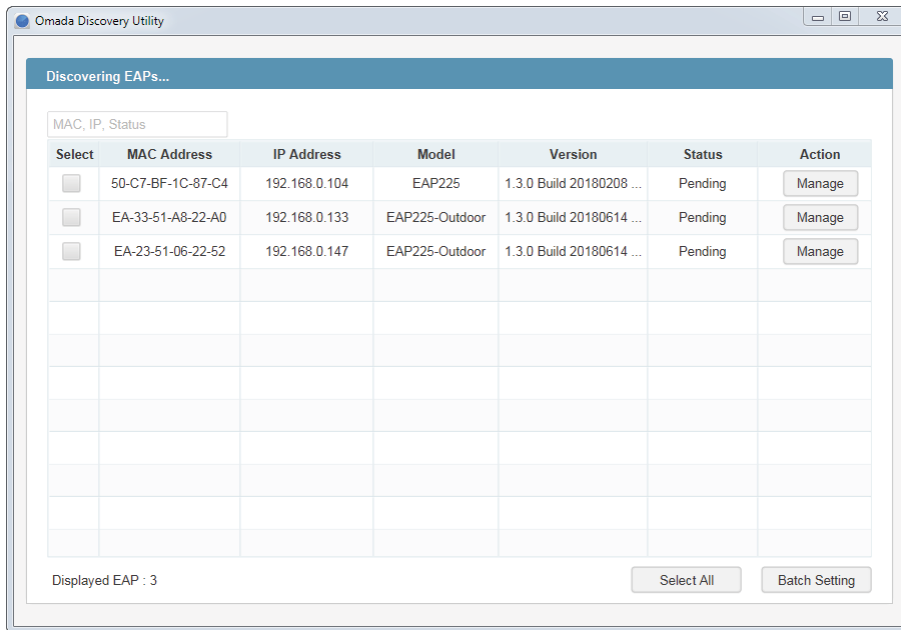 Omada Discovery Utility
Discovering EAPs...
MAC, IP, Status
Select MAC Address IP Address Model Version Status Action
50-C7-BF-1C-87-C4 192.168.0.104 EAP225 1.3.0 Build 20180208 ... Pending Manage
EA-33-51-A8-22-A0 192.168.0.133 EAP225-Outdoor 1.3.0 Build 20180614 ... Pending Manage
EA-23-51-06-22-52 192.168.0.147 EAP225-Outdoor 1.3.0 Build 20180614 ... Pending Manage
Displayed EAP : 3 Select All Batch Setting